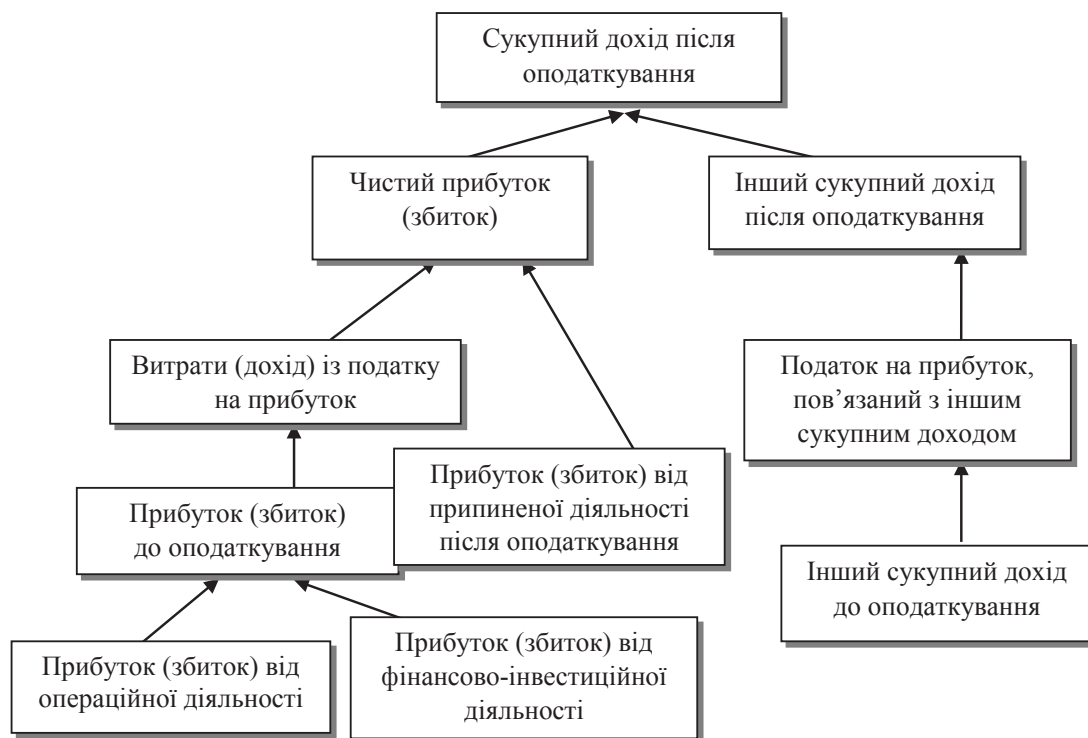 Сукупний дохід після
оподаткування
Чистий прибуток
(збиток)
Інший сукупний дохід
після оподаткування
Витрати (дохід) із податку
на прибуток
Податок на прибуток,
пов’язаний з іншим
сукупним доходом
Прибуток (збиток)
до оподаткування
Прибуток (збиток) від
припиненої діяльності
після оподаткування
Інший сукупний дохід
до оподаткування
Прибуток (збиток) від
операційної діяльності
Прибуток (збиток) від
фінансово-інвестиційної
діяльності